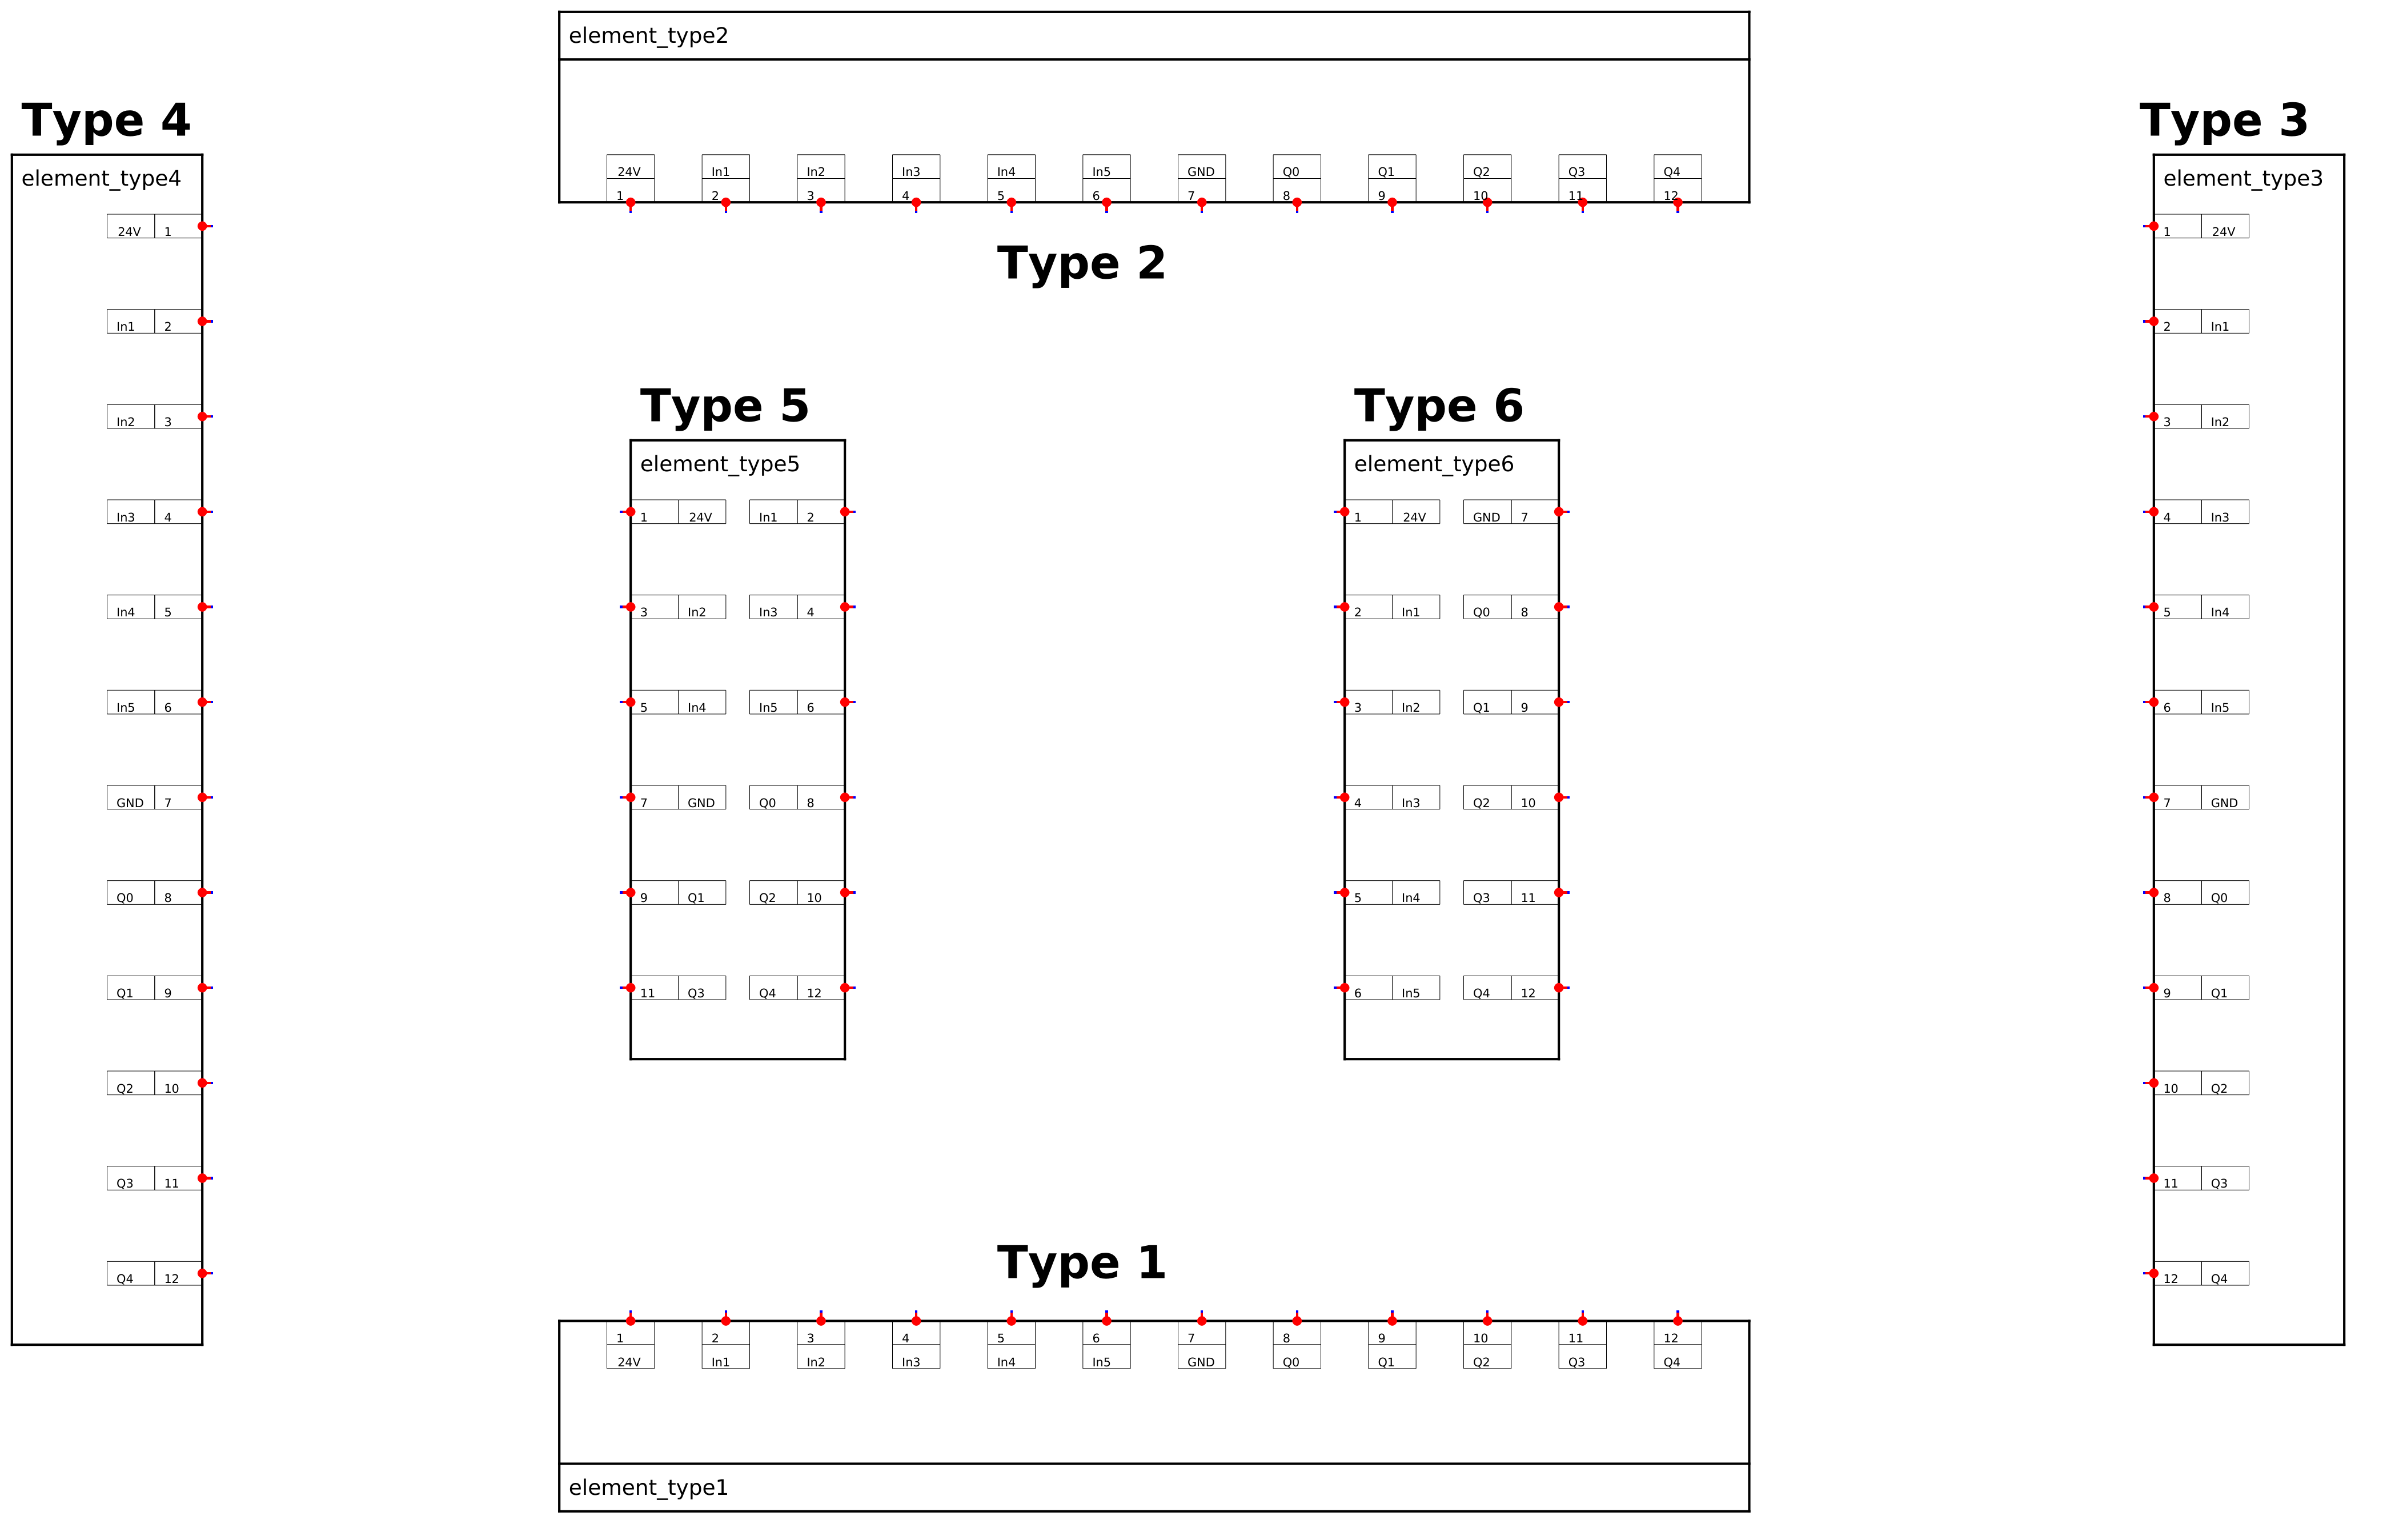 element_type2
24V In1 In2 In3 In4 In5 GND Q0 Q1 Q2 Q3 Q4
1 2 3 4 5 6 7 8 9 10 11 12
Type 2
Type 4
element_type4
24V 1
In1 2
In2 3
In3 4
In4 5
In5 6
GND 7
Q0 8
Q1 9
Q2 10
Q3 11
Q4 12
Type 5
element_type5
1 24V In1 2
3 In2 In3 4
5 In4 In5 6
7 GND Q0 8
9 Q1 Q2 10
11 Q3 Q4 12
Type 6
element_type6
1 24V GND 7
2 In1 Q0 8
3 In2 Q1 9
4 In3 Q2 10
5 In4 Q3 11
6 In5 Q4 12
Type 3
element_type3
1 24V
2 In1
3 In2
4 In3
5 In4
6 In5
7 GND
8 Q0
9 Q1
10 Q2
11 Q3
12 Q4
Type 1
1 2 3 4 5 6 7 8 9 10 11 12
24V In1 In2 In3 In4 In5 GND Q0 Q1 Q2 Q3 Q4
element_type1